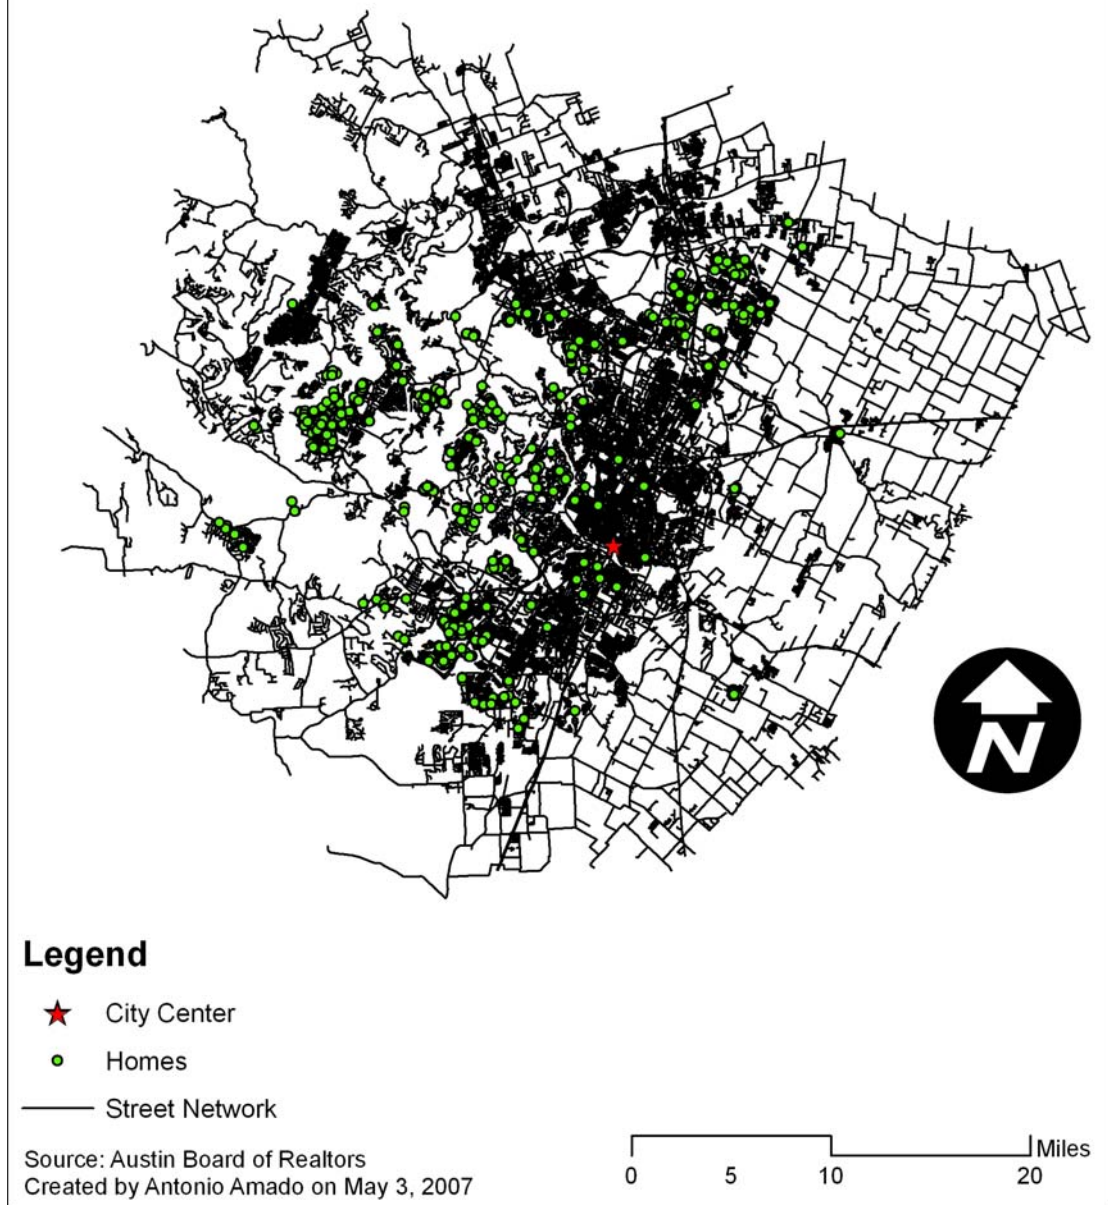 N
Legend
City Center
Homes
Street Network
Source: Austin Board of Realtors
Created by Antonio Amado on May 3, 2007
Miles
0 5 10 20